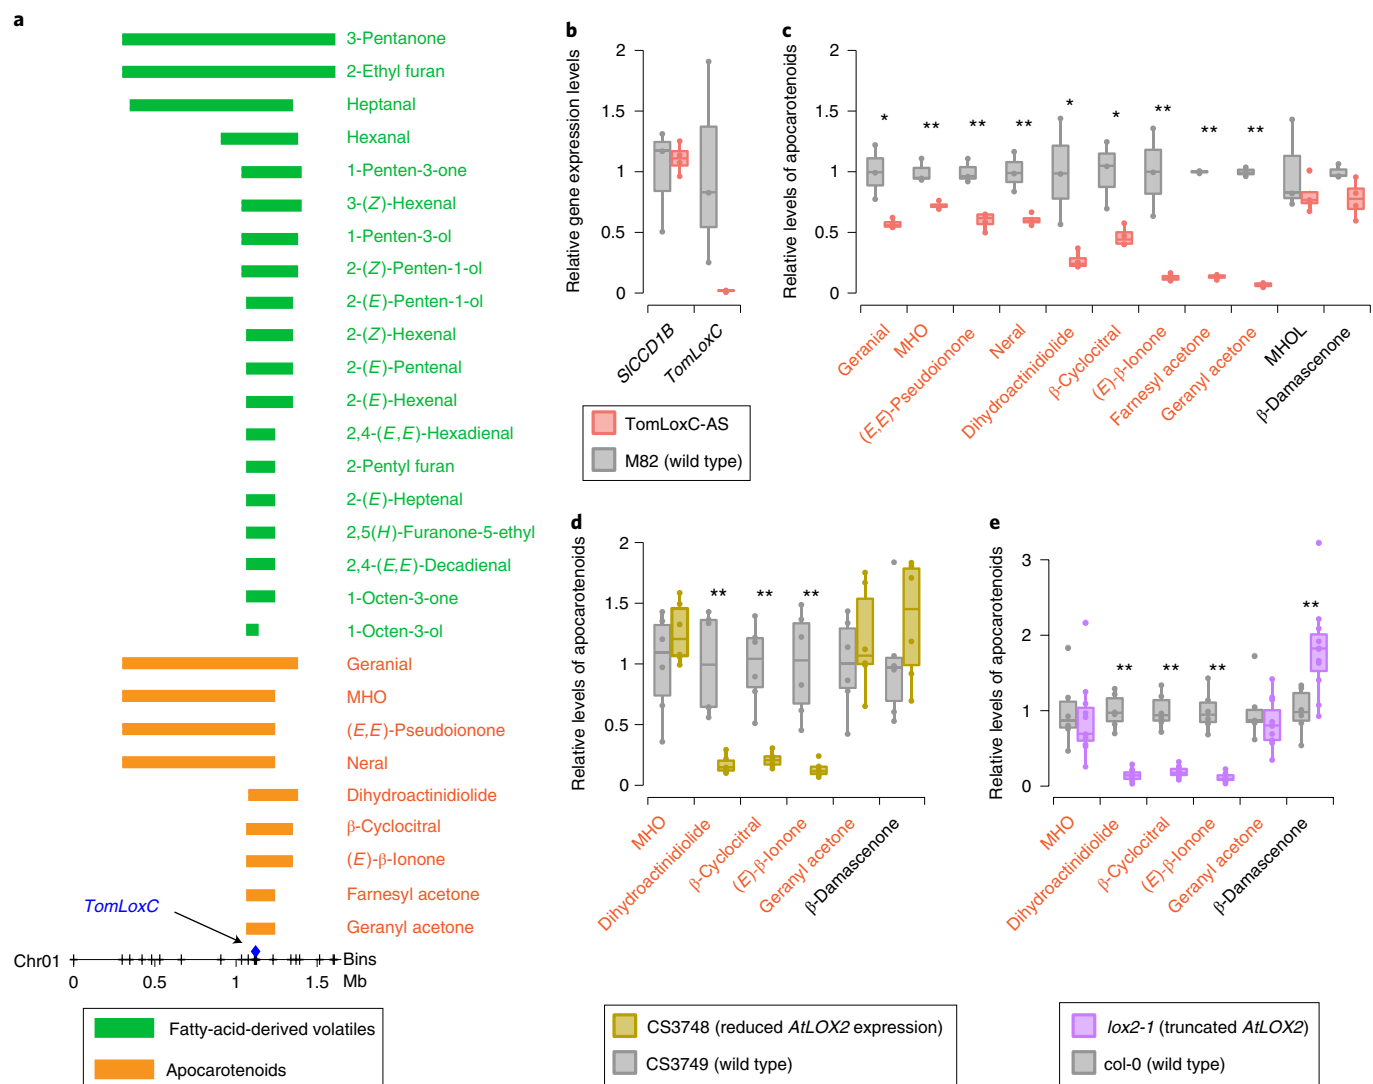 a
3-Pentanone
2-Ethyl furan
Heptanal
Hexanal
1-Penten-3-one
3-(Z)-Hexenal
1-Penten-3-ol
2-(Z)-Penten-1-ol
2-(E)-Penten-1-ol
2-(Z)-Hexenal
2-(E)-Pentenal
2-(E)-Hexenal
2,4-(E,E)-Hexadienal
2-Pentyl furan
2-(E)-Heptenal
2,5(H)-Furanone-5-ethyl
2,4-(E,E)-Decadienal
1-Octen-3-one
1-Octen-3-ol
Geranial
MHO
(E,E)-Pseudoionone
Neral
Dihydroactinidiolide
β-Cyclocitral
(E)-β-Ionone
Farnesyl acetone
Geranyl acetone
TomLoxC
Chr01
Bins
0 0.5 1 1.5 Mb
Fatty-acid-derived volatiles
Apocarotenoids
b
Relative gene expression levels
2
1.5
1
0.5
0
SlCCD1B
TomLoxC
TomLoxC-AS
M82 (wild type)
c
Relative levels of apocarotenoids
2
1.5
1
0.5
0
* ** ** ** * * ** ** **
Geranial
MHO
(E,E)-Pseudoionone
Neral
Dihydroactinidiolide
β-Cyclocitral
(E)-β-Ionone
Farnesyl acetone
Geranyl acetone
MHOL
β-Damascenone
d
Relative levels of apocarotenoids
2
1.5
1
0.5
0
** ** **
MHO
Dihydroactinidiolide
β-Cyclocitral
(E)-β-Ionone
Geranyl acetone
β-Damascenone
CS3748 (reduced AtLOX2 expression)
CS3749 (wild type)
e
Relative levels of apocarotenoids
3
2
1
0
** ** ** **
MHO
Dihydroactinidiolide
β-Cyclocitral
(E)-β-Ionone
Geranyl acetone
β-Damascenone
lox2-1 (truncated AtLOX2)
col-0 (wild type)